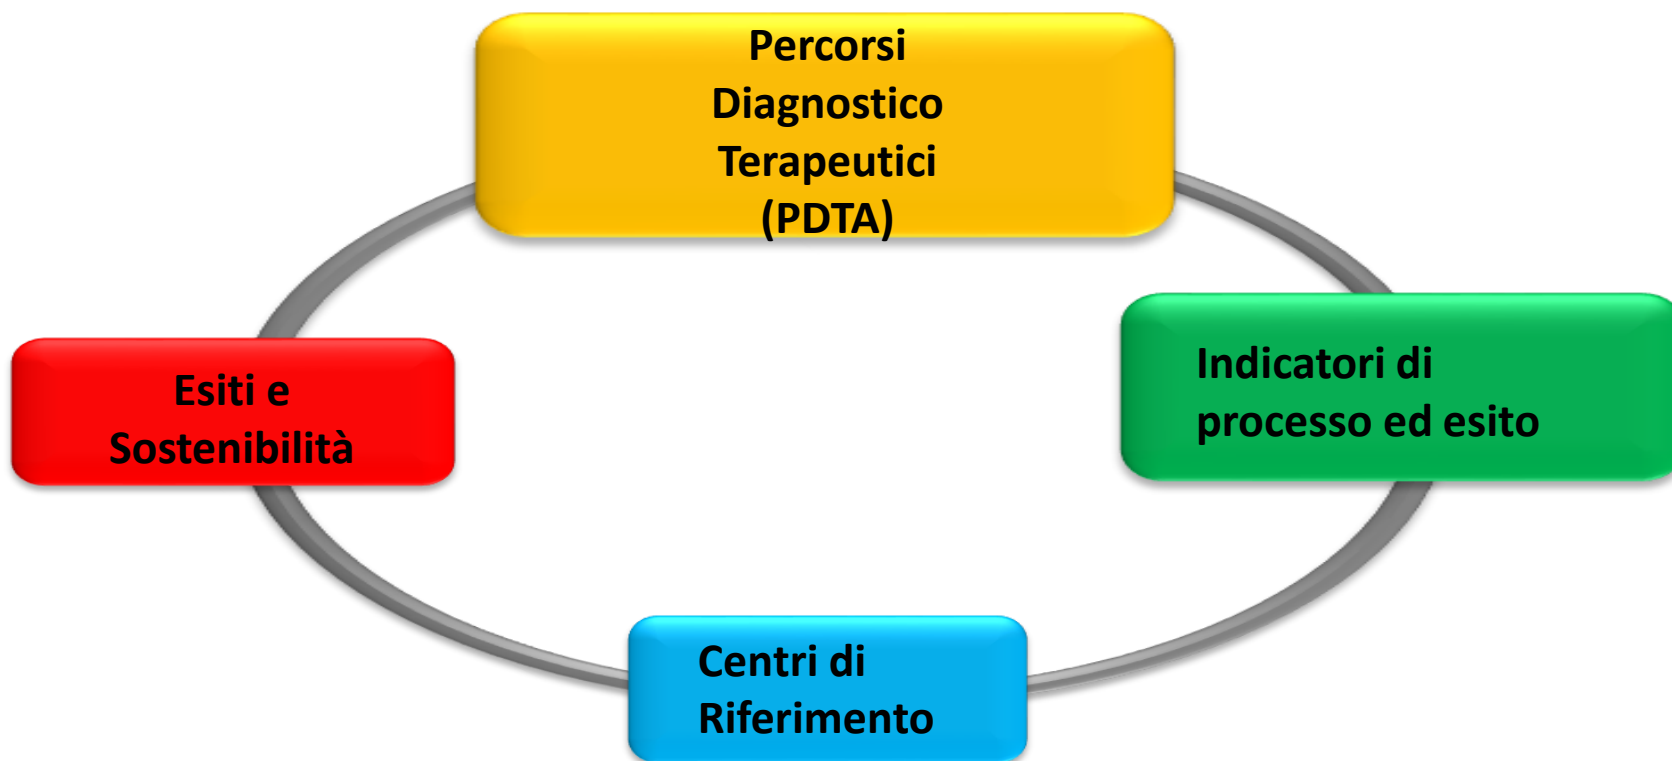 Percorsi
Diagnostico
Terapeutici
(PDTA)
Indicatori di
processo ed esito
Esiti e
Sostenibilità
Centri di
Riferimento